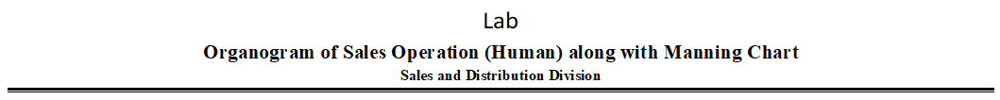 Lab
Organogram of Sales Operation (Human) along with Manning Chart
Sales and Distribution Division